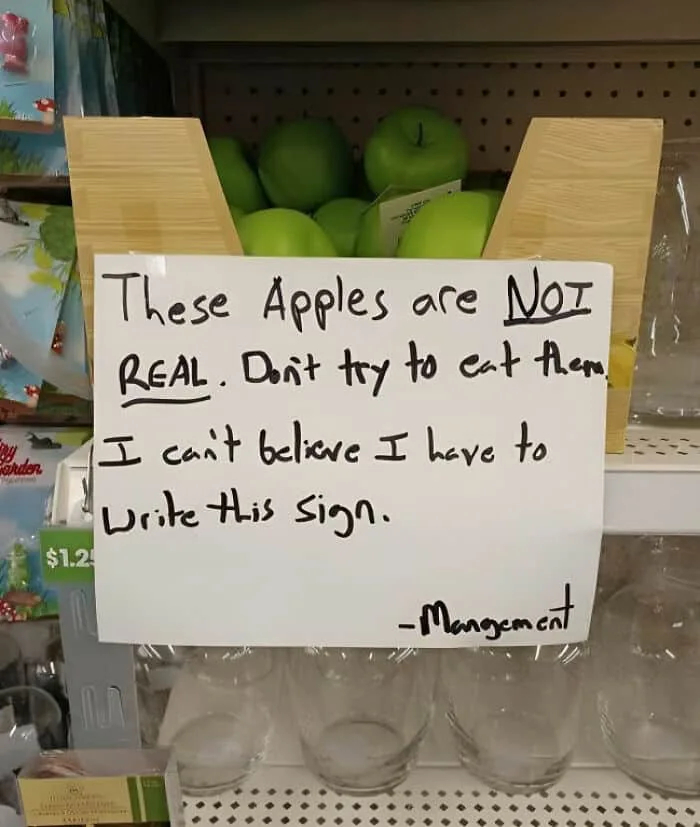 These Apples are NOT
REAL. Don't try to eat them.
I can't believe I have to
write this sign.
-Mangement
$1.25
Garden